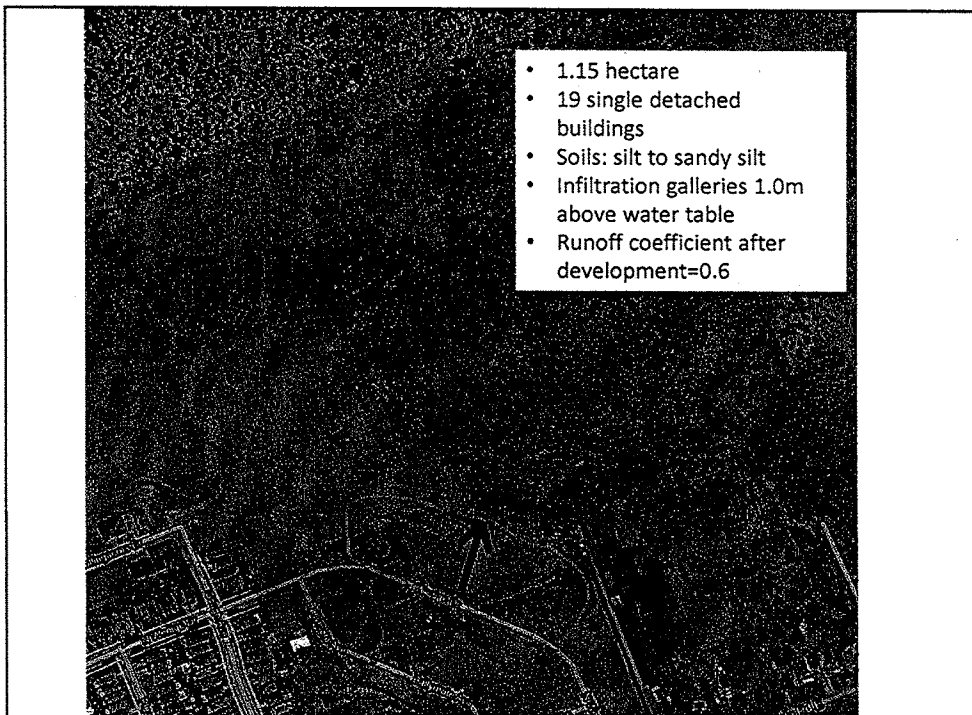 • 1.15 hectare
• 19 single detached
buildings
• Soils: silt to sandy silt
• Infiltration galleries 1.0m
above water table
• Runoff coefficient after
development=0.6